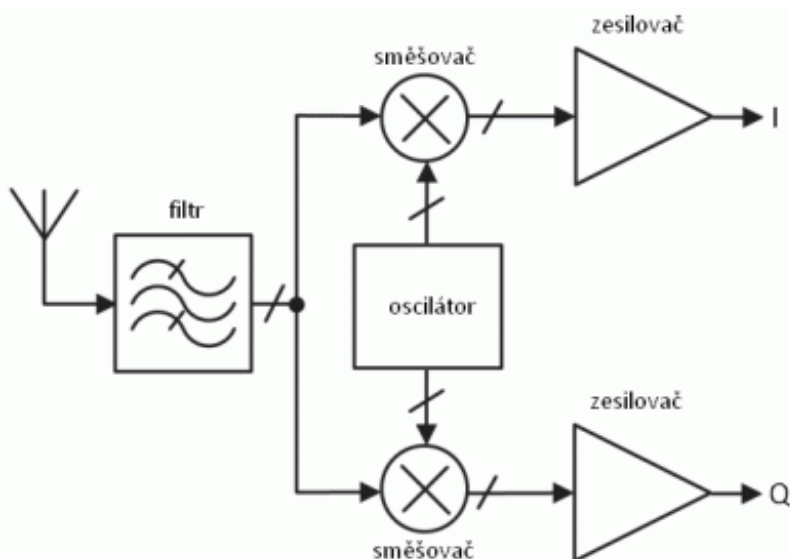 zesilovač
směšovač
I
filtr
oscilátor
zesilovač
Q
směšovač